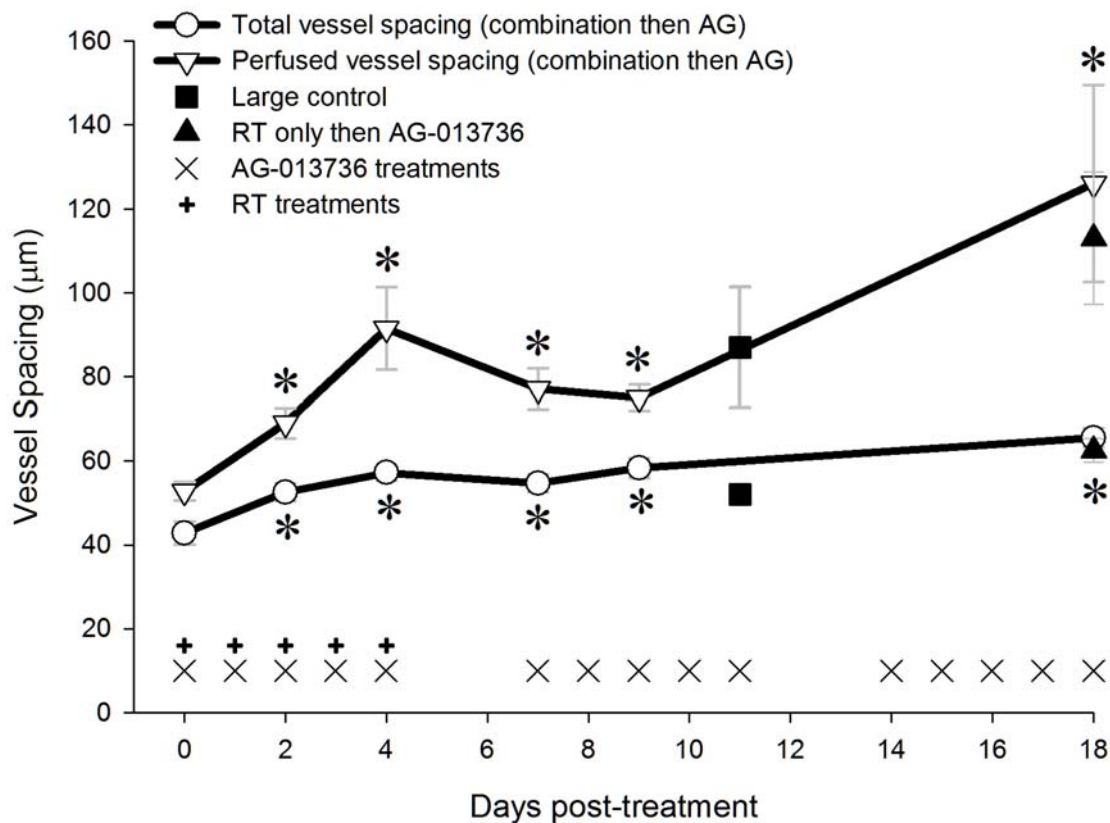 Total vessel spacing (combination then AG)
Perfused vessel spacing (combination then AG)
Large control
RT only then AG-013736
AG-013736 treatments
RT treatments
160
140
120
100
80
60
40
20
0
Vessel Spacing (μm)
* * * * *
* * * * *
0 2 4 6 8 10 12 14 16 18
Days post-treatment